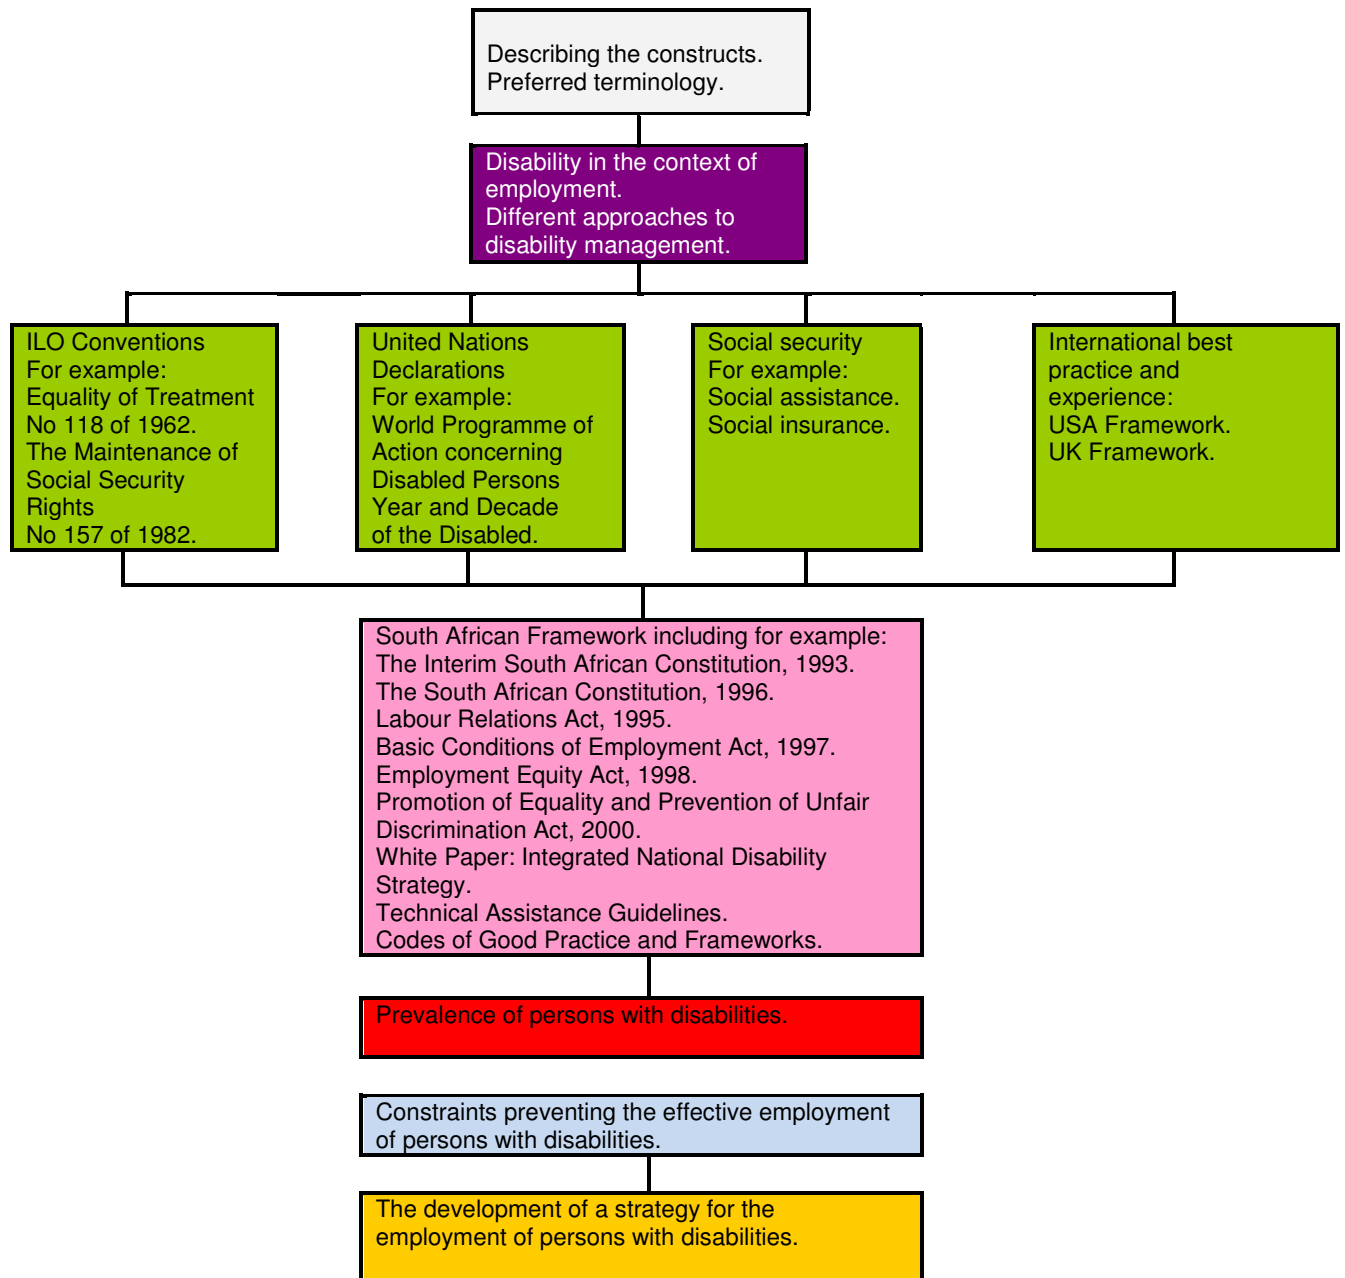 Describing the constructs.
Preferred terminology.
Disability in the context of
employment.
Different approaches to
disability management.
ILO Conventions
For example:
Equality of Treatment
No 118 of 1962.
The Maintenance of
Social Security
Rights
No 157 of 1982.
United Nations
Declarations
For example:
World Programme of
Action concerning
Disabled Persons
Year and Decade
of the Disabled.
Social security
For example:
Social assistance.
Social insurance.
International best
practice and
experience:
USA Framework.
UK Framework.
South African Framework including for example:
The Interim South African Constitution, 1993.
The South African Constitution, 1996.
Labour Relations Act, 1995.
Basic Conditions of Employment Act, 1997.
Employment Equity Act, 1998.
Promotion of Equality and Prevention of Unfair
Discrimination Act, 2000.
White Paper: Integrated National Disability
Strategy.
Technical Assistance Guidelines.
Codes of Good Practice and Frameworks.
Prevalence of persons with disabilities.
Constraints preventing the effective employment
of persons with disabilities.
The development of a strategy for the
employment of persons with disabilities.